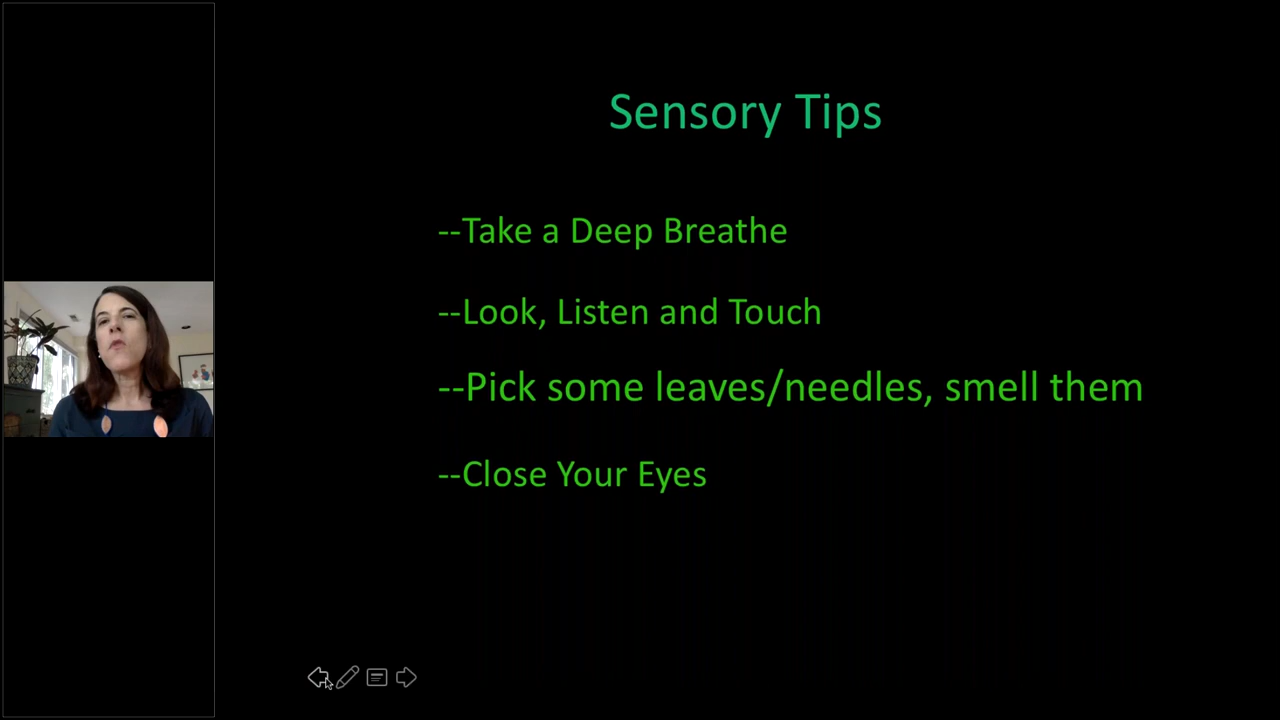 Sensory Tips
--Take a Deep Breathe
--Look, Listen and Touch
--Pick some leaves/needles, smell them
--Close Your Eyes